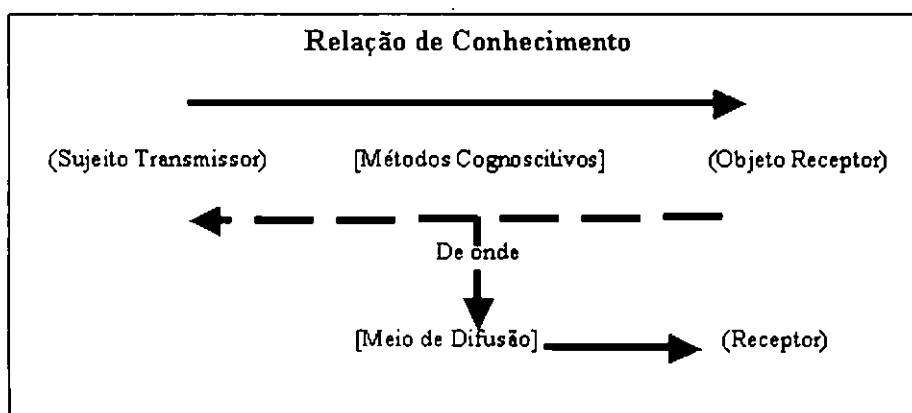 Relação de Conhecimento
(Sujeito Transmissor) [Métodos Cognoscitivos] (Objeto Receptor)
De onde
[Meio de Difusão] (Receptor)